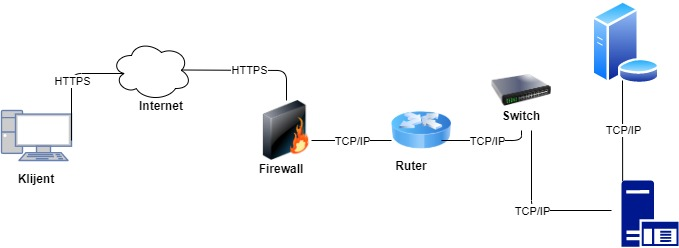 HTTPS
Internet
Klijent
HTTPS
Firewall
TCP/IP
Ruter
TCP/IP
Switch
TCP/IP
TCP/IP